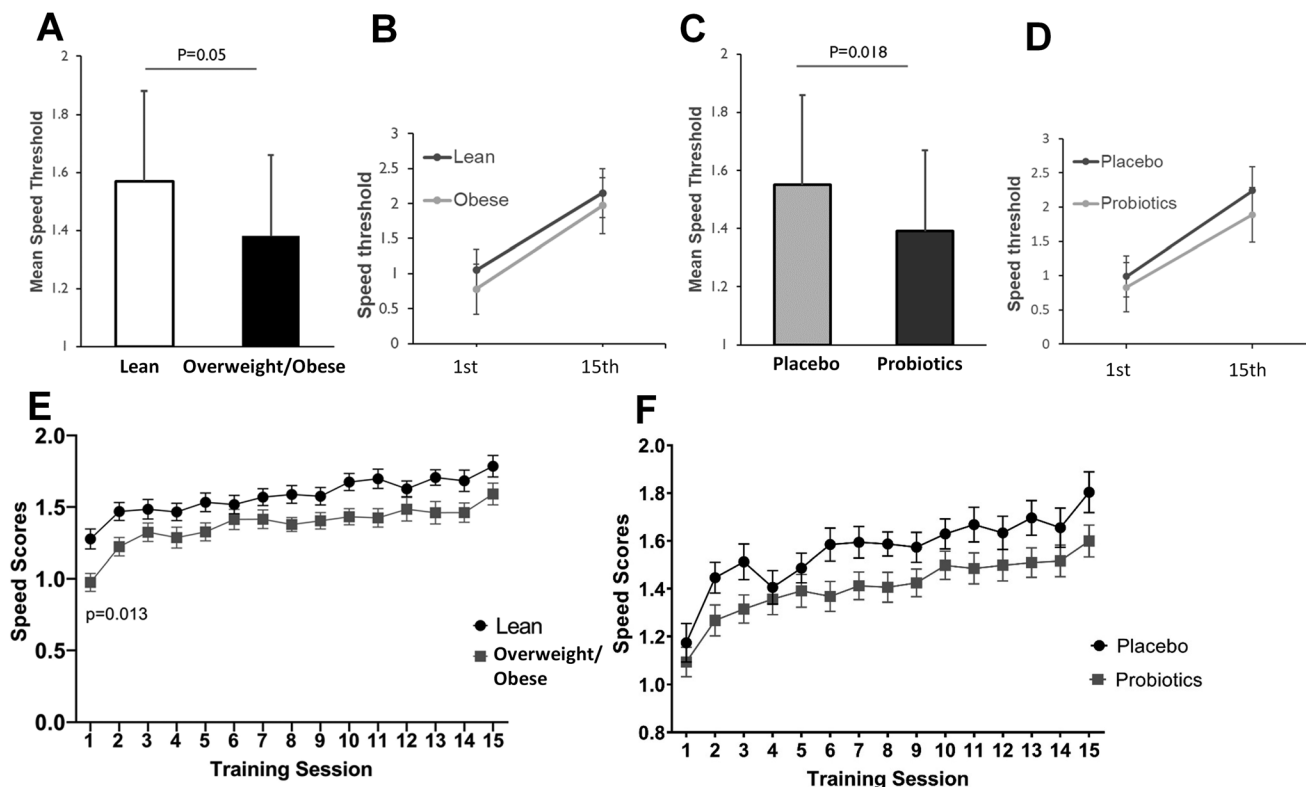 A
P=0.05
Mean Speed Threshold
2
1.8
1.6
1.4
1.2
1
Lean
Overweight/Obese
B
Speed threshold
3
2.5
2
1.5
1
0.5
0
Lean
Obese
1st
15th
C
P=0.018
Mean Speed Threshold
2
1.8
1.6
1.4
1.2
1
Placebo
Probiotics
D
Speed threshold
3
2.5
2
1.5
1
0.5
0
Placebo
Probiotics
1st
15th
E
Speed Scores
2.0
1.5
1.0
0.5
0.0
p=0.013
Lean
Overweight/
Obese
1 2 3 4 5 6 7 8 9 10 11 12 13 14 15
Training Session
F
Speed Scores
2.0
1.8
1.6
1.4
1.2
1.0
0.8
Placebo
Probiotics
1 2 3 4 5 6 7 8 9 10 11 12 13 14 15
Training Session